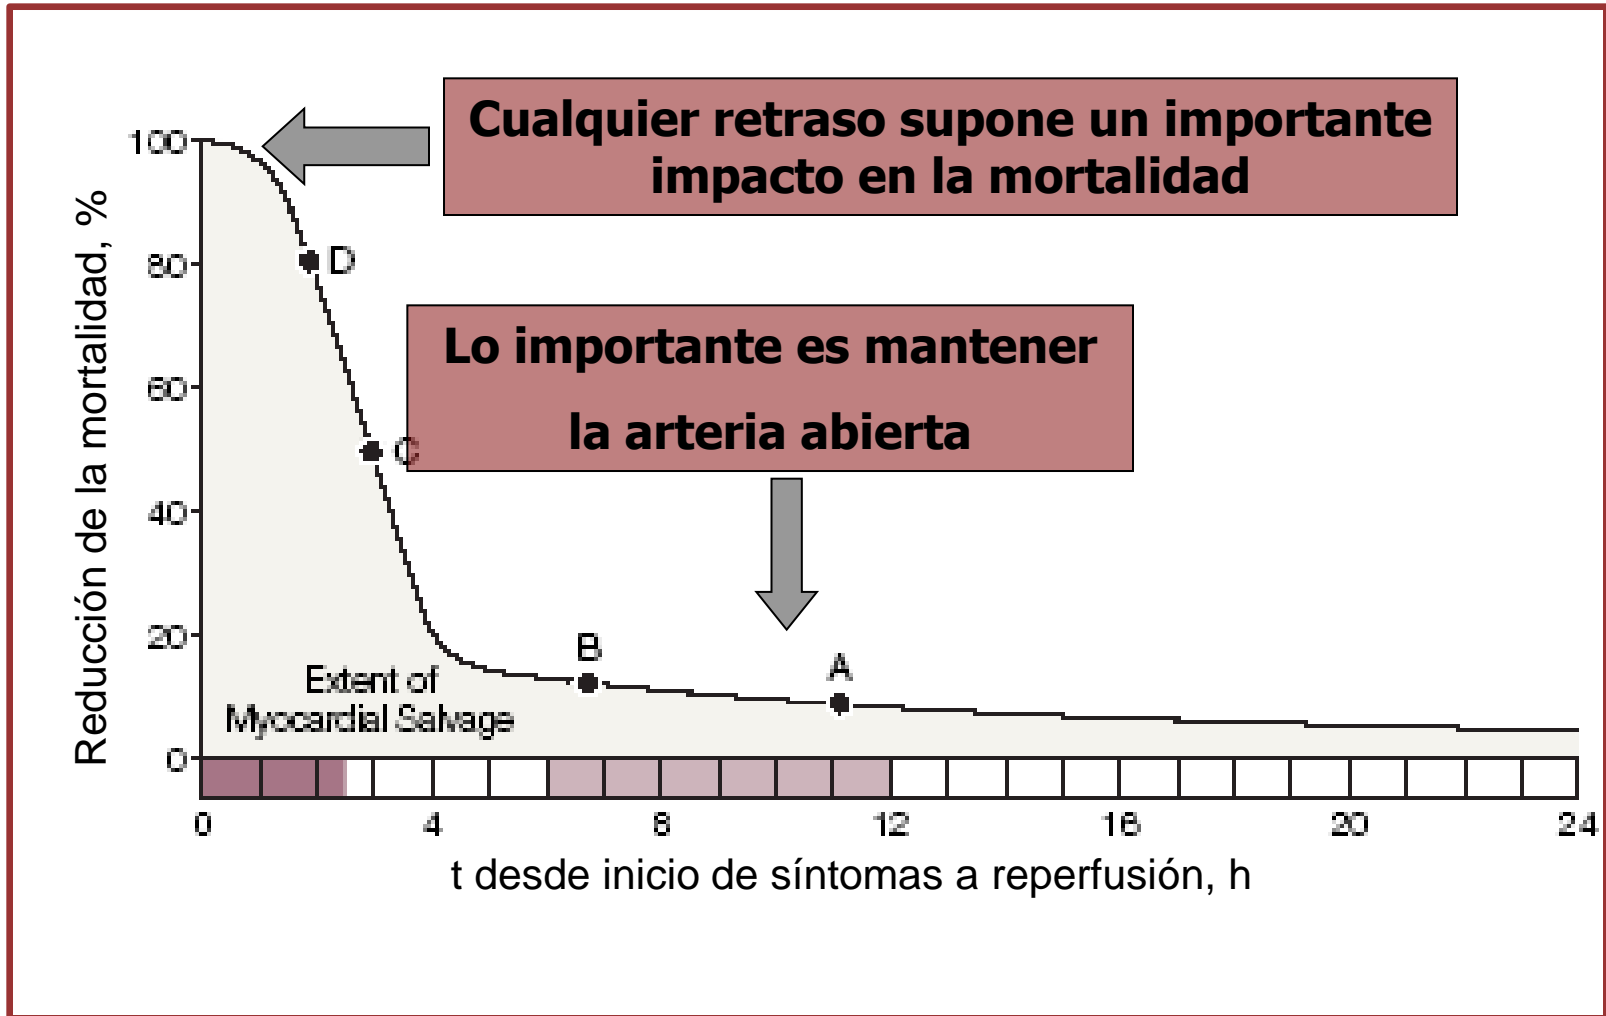 Cualquier retraso supone un importante
impacto en la mortalidad
Lo importante es mantener
la arteria abierta
Reducción de la mortalidad, %
100
80
60
40
20
0
D
C
B
A
Extent of
Myocardial Salvage
0 4 8 12 16 20 24
t desde inicio de síntomas a reperfusión, h